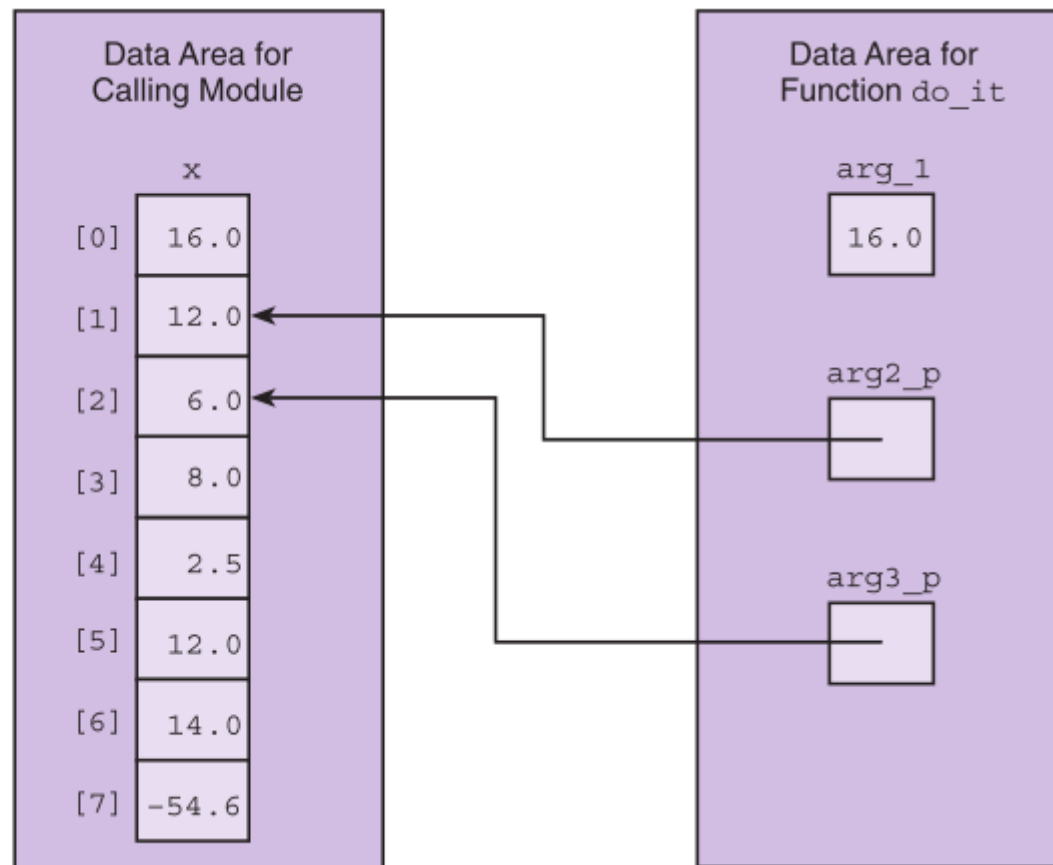 Data Area for
Calling Module
x
[0] 16.0
[1] 12.0
[2] 6.0
[3] 8.0
[4] 2.5
[5] 12.0
[6] 14.0
[7] -54.6
Data Area for
Function do_it
arg_1
16.0
arg2_p
arg3_p